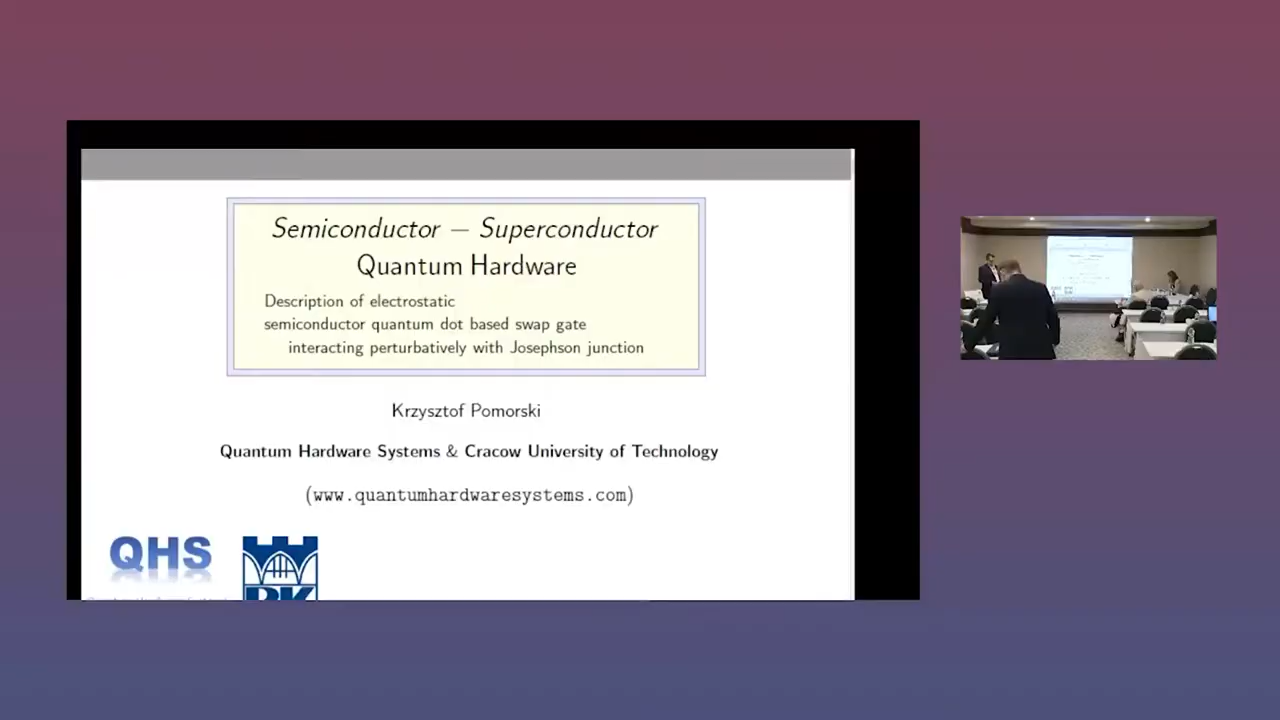 Semiconductor – Superconductor
Quantum Hardware
Description of electrostatic
semiconductor quantum dot based swap gate
interacting perturbatively with Josephson junction
Krzysztof Pomorski
Quantum Hardware Systems & Cracow University of Technology
(www.quantumhardwaresystems.com)
QHS
PK